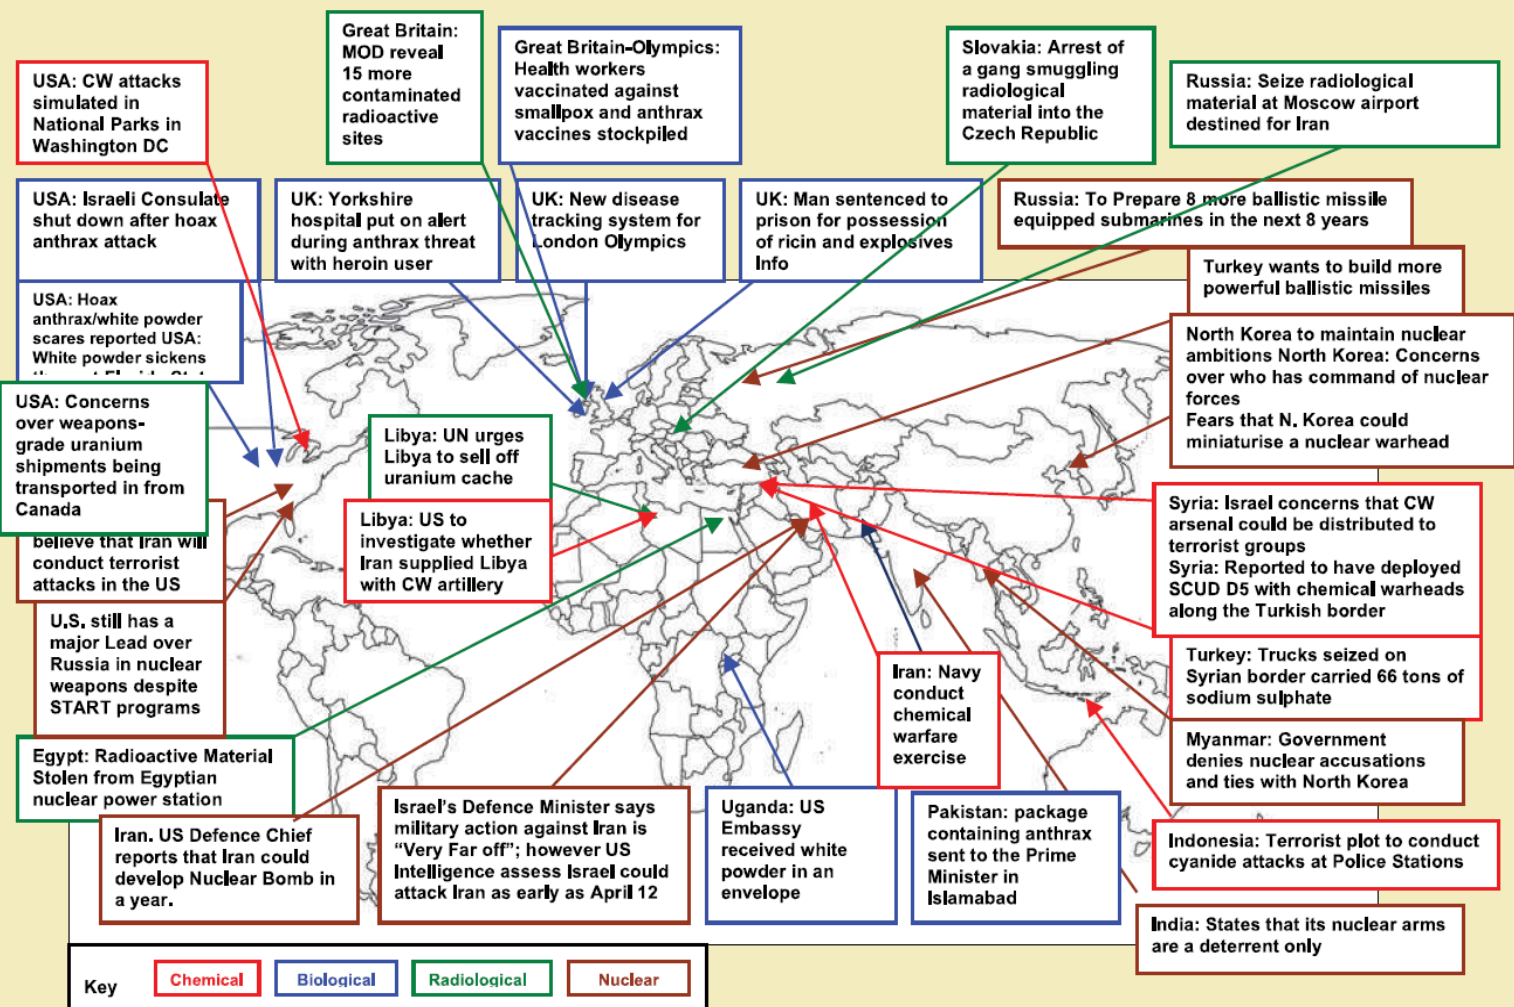 Great Britain:
MOD reveal
15 more
contaminated
radioactive
sites
Great Britain-Olympics:
Health workers
vaccinated against
smallpox and anthrax
vaccines stockpiled
Slovakia: Arrest of
a gang smuggling
radiological
material into the
Czech Republic
Russia: Seize radiological
material at Moscow airport
destined for Iran
USA: CW attacks
simulated in
National Parks in
Washington DC
USA: Israeli Consulate
shut down after hoax
anthrax attack
UK: Yorkshire
hospital put on alert
during anthrax threat
with heroin user
UK: New disease
tracking system for
London Olympics
UK: Man sentenced to
prison for possession
of ricin and explosives
Info
Russia: To Prepare 8 more ballistic missile
equipped submarines in the next 8 years
Turkey wants to build more
powerful ballistic missiles
USA: Hoax
anthrax/white powder
scares reported USA:
White powder sickens
North Korea to maintain nuclear
ambitions North Korea: Concerns
over who has command of nuclear
forces
Fears that N. Korea could
miniaturise a nuclear warhead
USA: Concerns
over weapons-
grade uranium
shipments being
transported in from
Canada
believe that Iran will
conduct terrorist
attacks in the US
Libya: UN urges
Libya to sell off
uranium cache
Libya: US to
investigate whether
Iran supplied Libya
with CW artillery
Syria: Israel concerns that CW
arsenal could be distributed to
terrorist groups
Syria: Reported to have deployed
SCUD D5 with chemical warheads
along the Turkish border
U.S. still has a
major Lead over
Russia in nuclear
weapons despite
START programs
Iran: Navy
conduct
chemical
warfare
exercise
Turkey: Trucks seized on
Syrian border carried 66 tons of
sodium sulphate
Egypt: Radioactive Material
Stolen from Egyptian
nuclear power station
Myanmar: Government
denies nuclear accusations
and ties with North Korea
Iran. US Defence Chief
reports that Iran could
develop Nuclear Bomb in
a year.
Israel's Defence Minister says
military action against Iran is
"Very Far off"; however US
Intelligence assess Israel could
attack Iran as early as April 12
Uganda: US
Embassy
received white
powder in an
envelope
Pakistan: package
containing anthrax
sent to the Prime
Minister in
Islamabad
Indonesia: Terrorist plot to conduct
cyanide attacks at Police Stations
India: States that its nuclear arms
are a deterrent only
Key
Chemical
Biological
Radiological
Nuclear